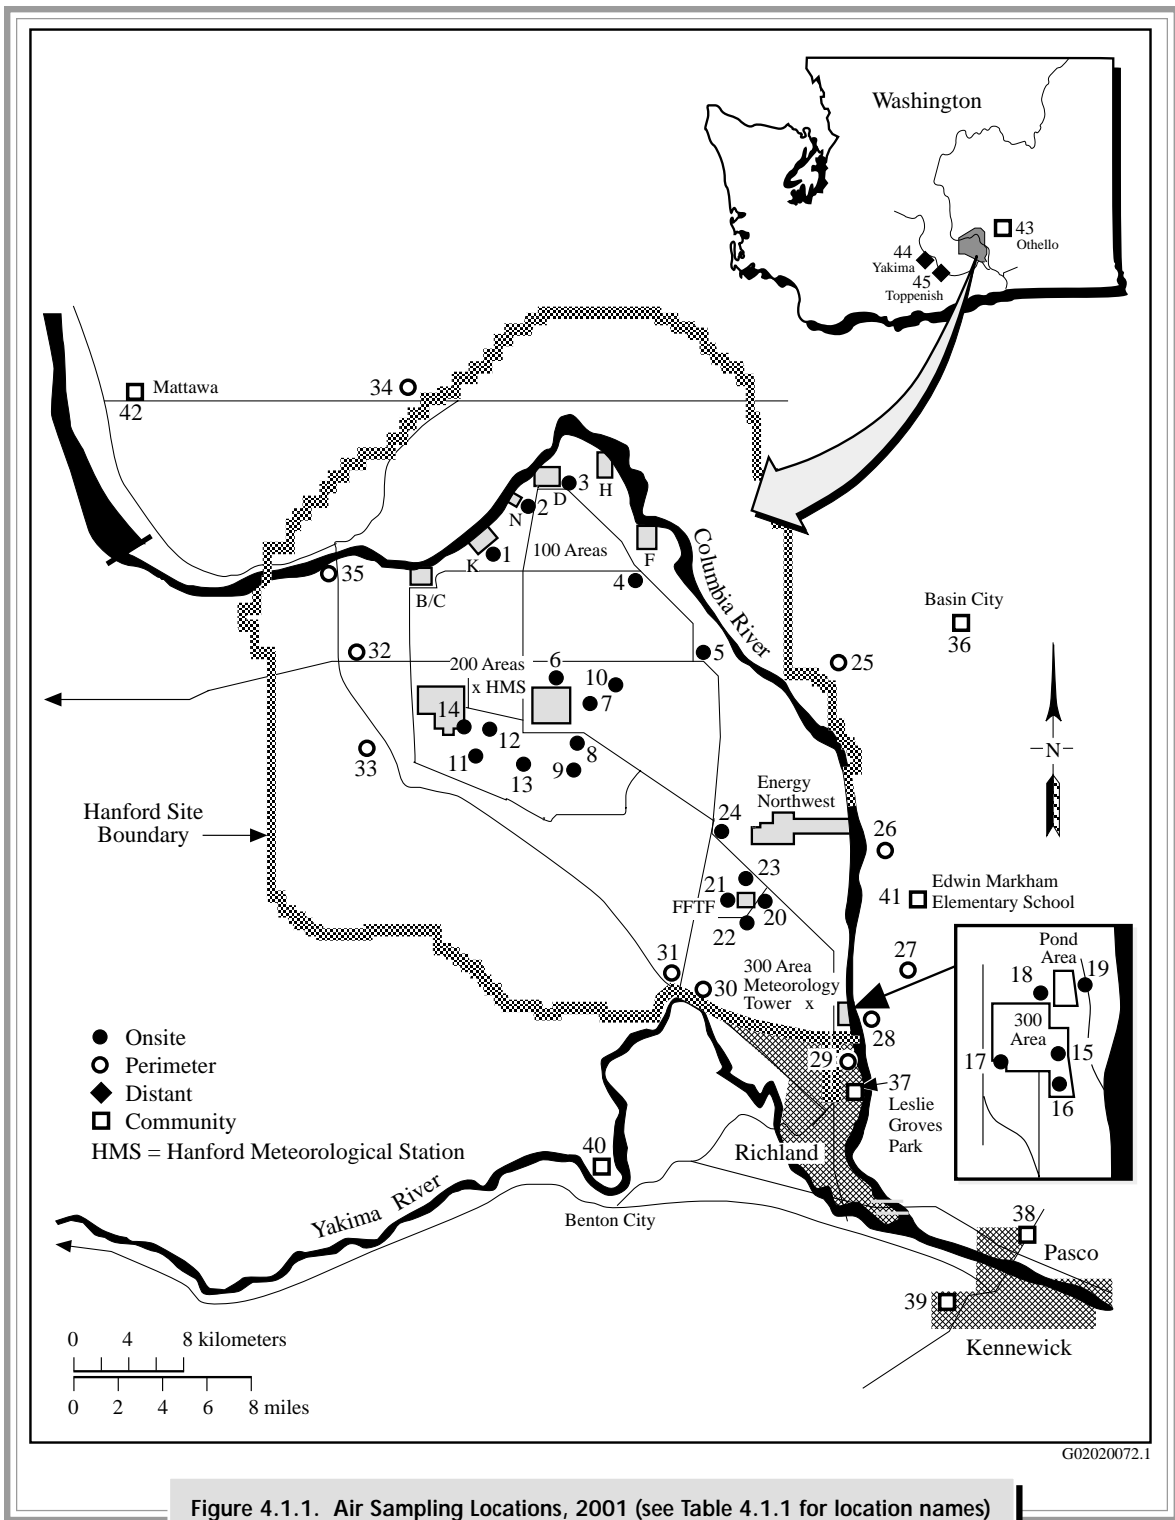 Washington
43
Othello
44
Yakima
45
Toppenish
34
Mattawa
42
3
H
D
2
N
K
1
100 Areas
F
4
35
B/C
Columbia River
Basin City
36
32
5
25
200 Areas
6
x HMS
10
7
14
12
8
11
13
9
33
N
Energy
Northwest
Hanford Site
Boundary
24
26
23
21
FFTF
20
22
41
Edwin Markham
Elementary School
31
30
300 Area
Meteorology
Tower x
27
28
Pond
Area
18
19
300
Area
17
15
16
29
37
Leslie
Groves
Park
Onsite
Perimeter
Distant
Community
HMS = Hanford Meteorological Station
40
Richland
Yakima River
Benton City
38
Pasco
39
Kennewick
0 4 8 kilometers
0 2 4 6 8 miles
G02020072.1
Figure 4.1.1. Air Sampling Locations, 2001 (see Table 4.1.1 for location names)